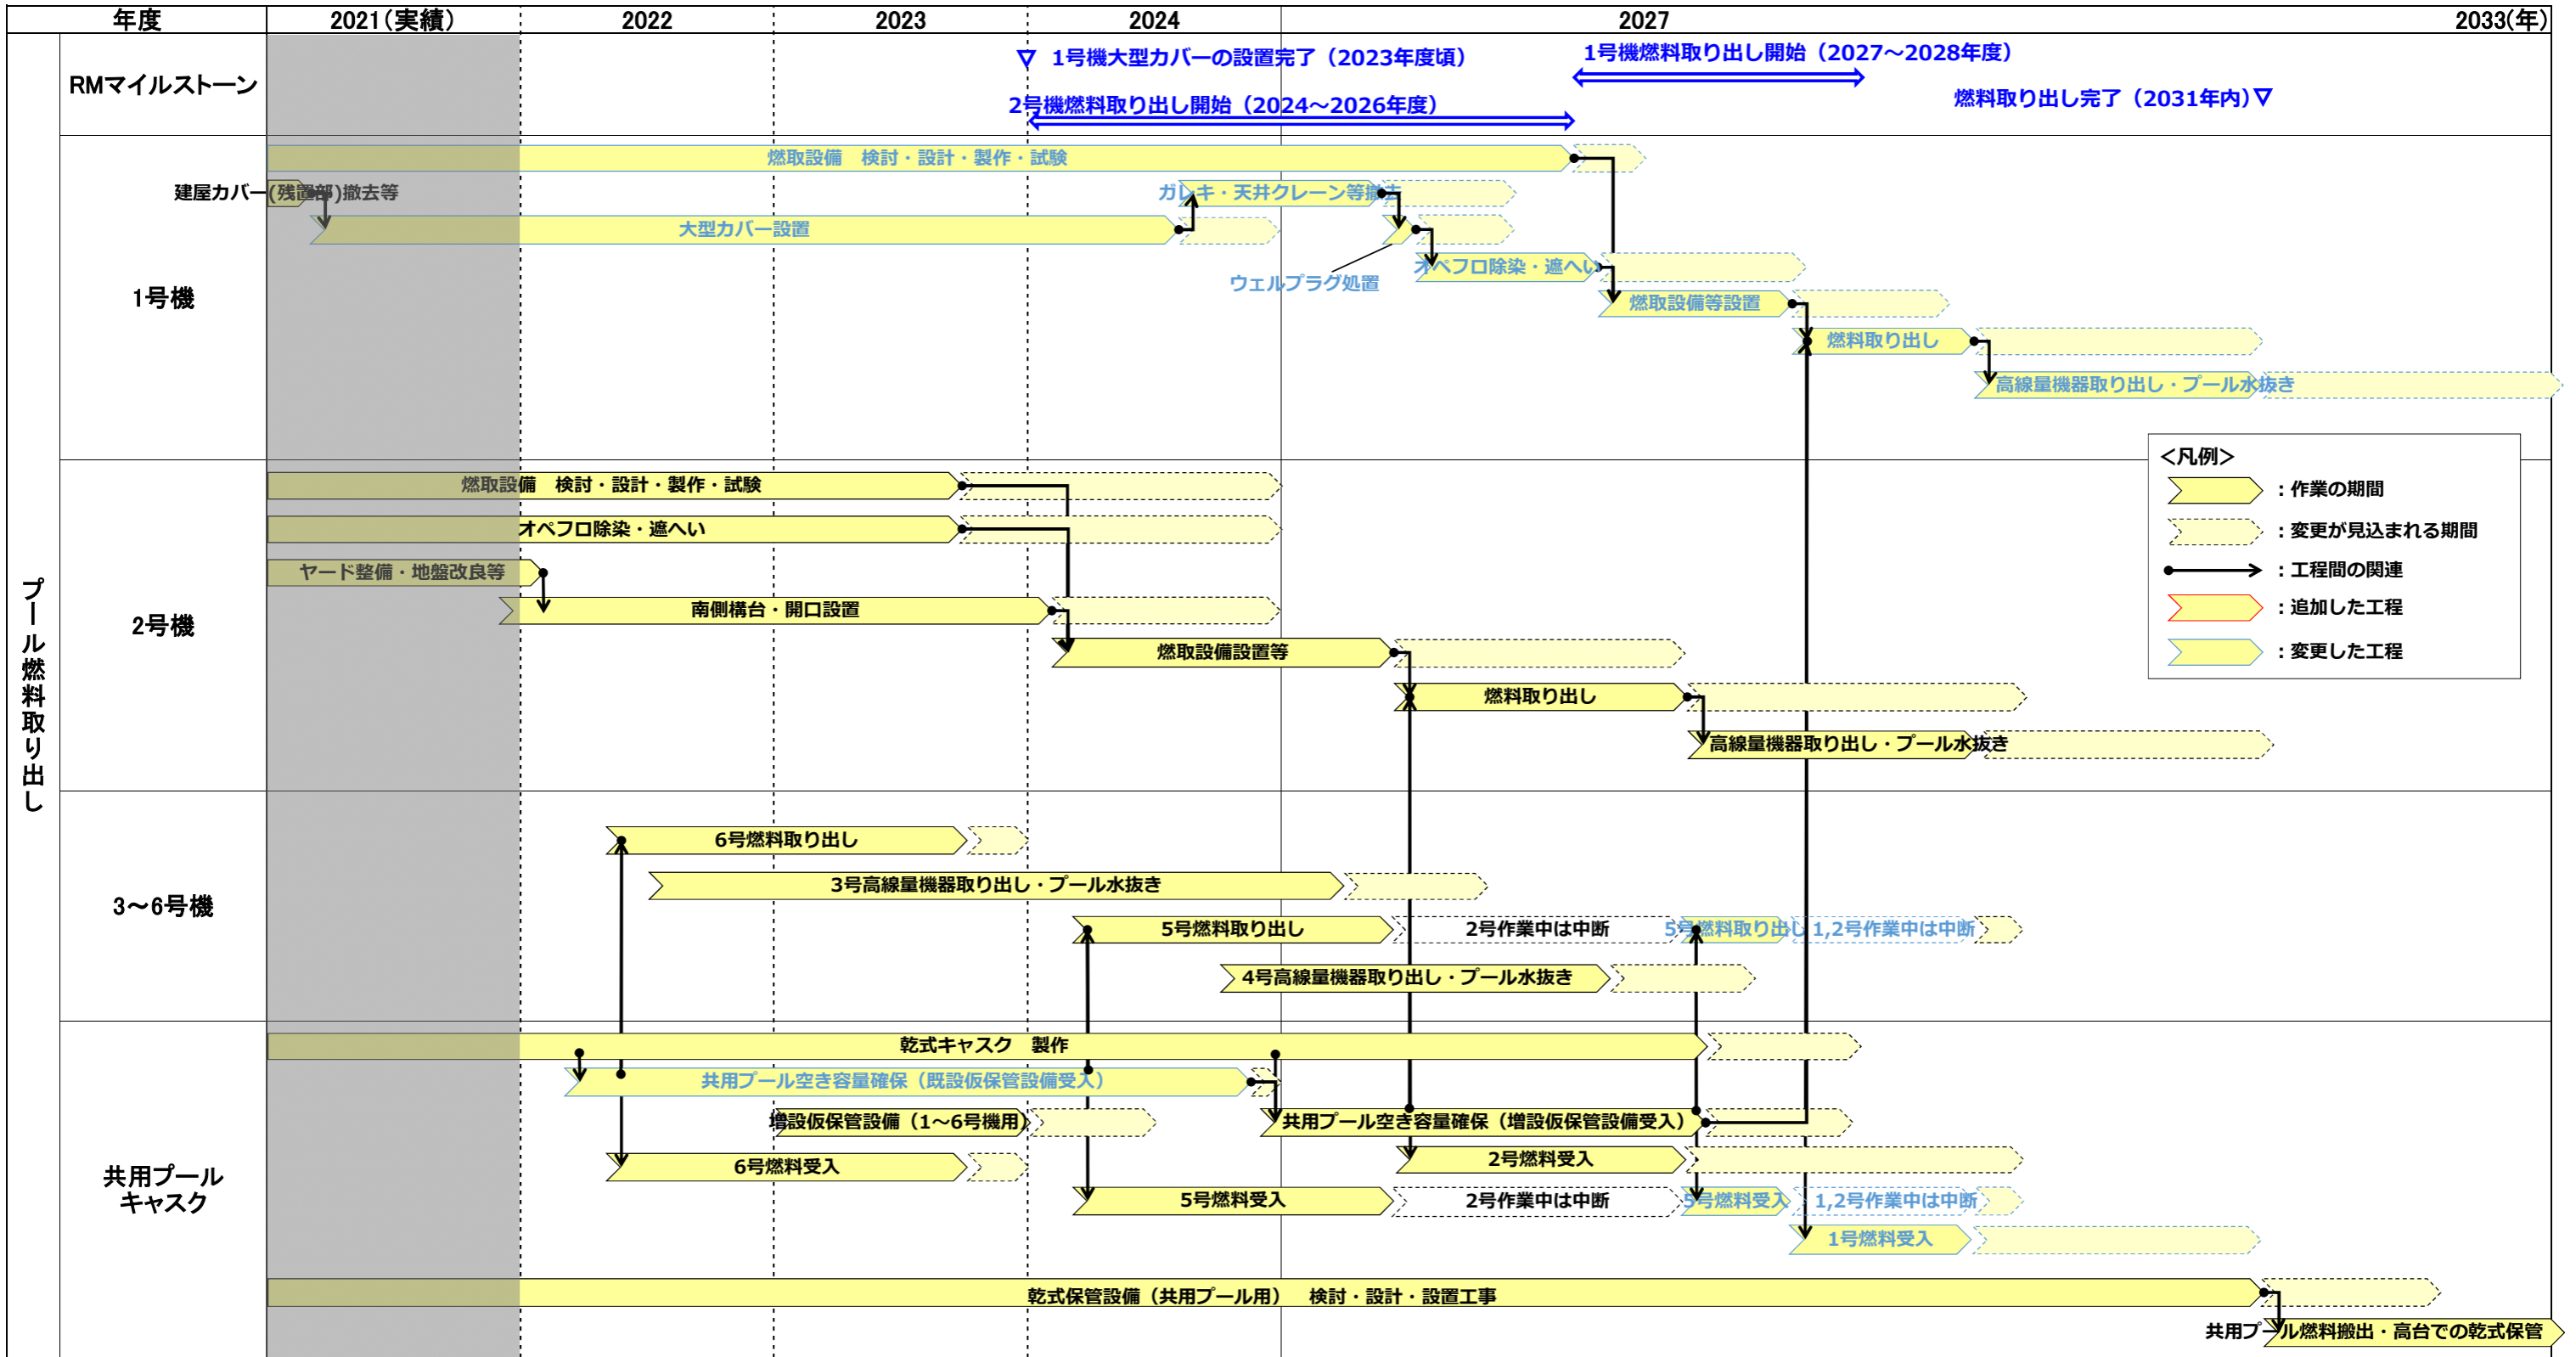 年度 2021(実績) 2022 2023 2024 2027 2033(年)
プール燃料取り出し
RMマイルストーン
1号機大型カバーの設置完了（2023年度頃）
1号機燃料取り出し開始（2027～2028年度）
2号機燃料取り出し開始（2024～2026年度）
燃料取り出し完了（2031年内）
1号機
燃取設備　検討・設計・製作・試験
建屋カバー(残置部)撤去等
ガレキ・天井クレーン等撤去
大型カバー設置
ウェルプラグ処置
オペフロ除染・遮へい
燃取設備等設置
燃料取り出し
高線量機器取り出し・プール水抜き
＜凡例＞
：作業の期間
：変更が見込まれる期間
：工程間の関連
：追加した工程
：変更した工程
2号機
燃取設備　検討・設計・製作・試験
オペフロ除染・遮へい
ヤード整備・地盤改良等
南側構台・開口設置
燃取設備設置等
燃料取り出し
高線量機器取り出し・プール水抜き
3～6号機
6号燃料取り出し
3号高線量機器取り出し・プール水抜き
5号燃料取り出し 2号作業中は中断 5号燃料取り出し 1,2号作業中は中断
4号高線量機器取り出し・プール水抜き
共用プール
キャスク
乾式キャスク　製作
共用プール空き容量確保（既設仮保管設備受入）
増設仮保管設備（1～6号機用）
共用プール空き容量確保（増設仮保管設備受入）
6号燃料受入
2号燃料受入
5号燃料受入 2号作業中は中断 5号燃料受入 1,2号作業中は中断
1号燃料受入
乾式保管設備（共用プール用）　検討・設計・設置工事
共用プール燃料搬出・高台での乾式保管